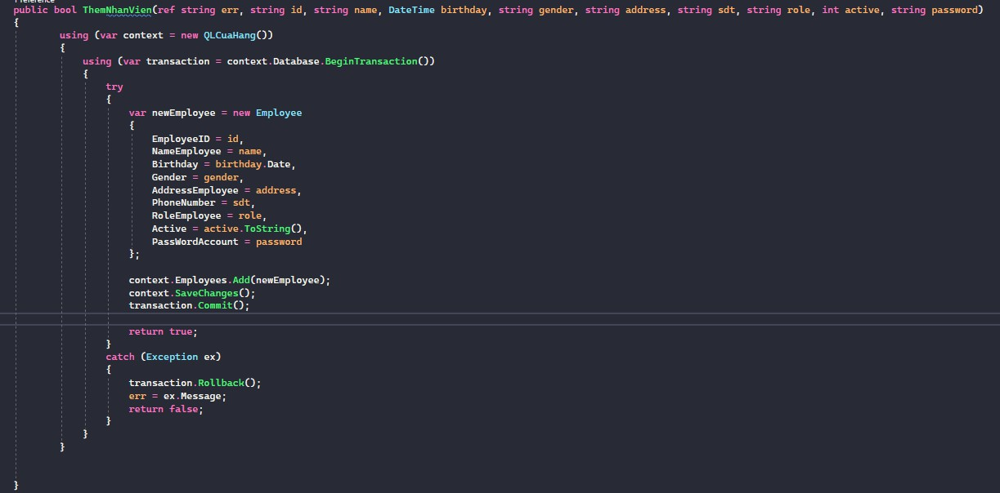 public bool ThemNhanVien(ref string err, string id, string name, DateTime birthday, string gender, string address, string sdt, string role, int active, string password)
{
using (var context = new QLCuaHang())
{
using (var transaction = context.Database.BeginTransaction())
{
try
{
var newEmployee = new Employee
{
EmployeeID = id,
NameEmployee = name,
Birthday = birthday.Date,
Gender = gender,
AddressEmployee = address,
PhoneNumber = sdt,
RoleEmployee = role,
Active = active.ToString(),
PassWordAccount = password
};
context.Employees.Add(newEmployee);
context.SaveChanges();
transaction.Commit();
return true;
}
catch (Exception ex)
{
transaction.Rollback();
err = ex.Message;
return false;
}
}
}
}